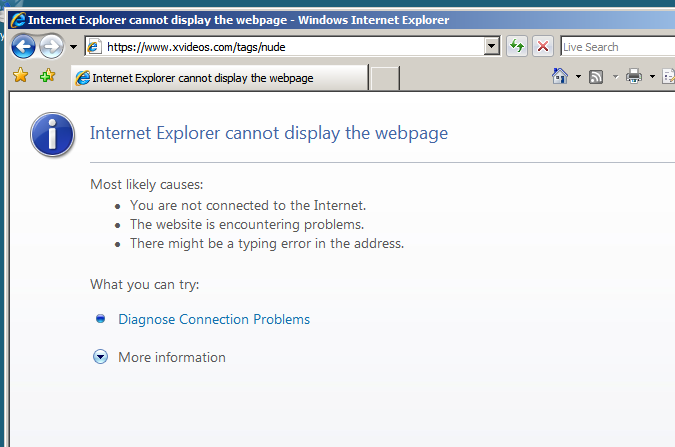 Internet Explorer cannot display the webpage - Windows Internet Explorer
https://www.xvideos.com/tags/nude
Live Search
Internet Explorer cannot display the webpage
Internet Explorer cannot display the webpage
Most likely causes:
• You are not connected to the Internet.
• The website is encountering problems.
• There might be a typing error in the address.
What you can try:
Diagnose Connection Problems
More information